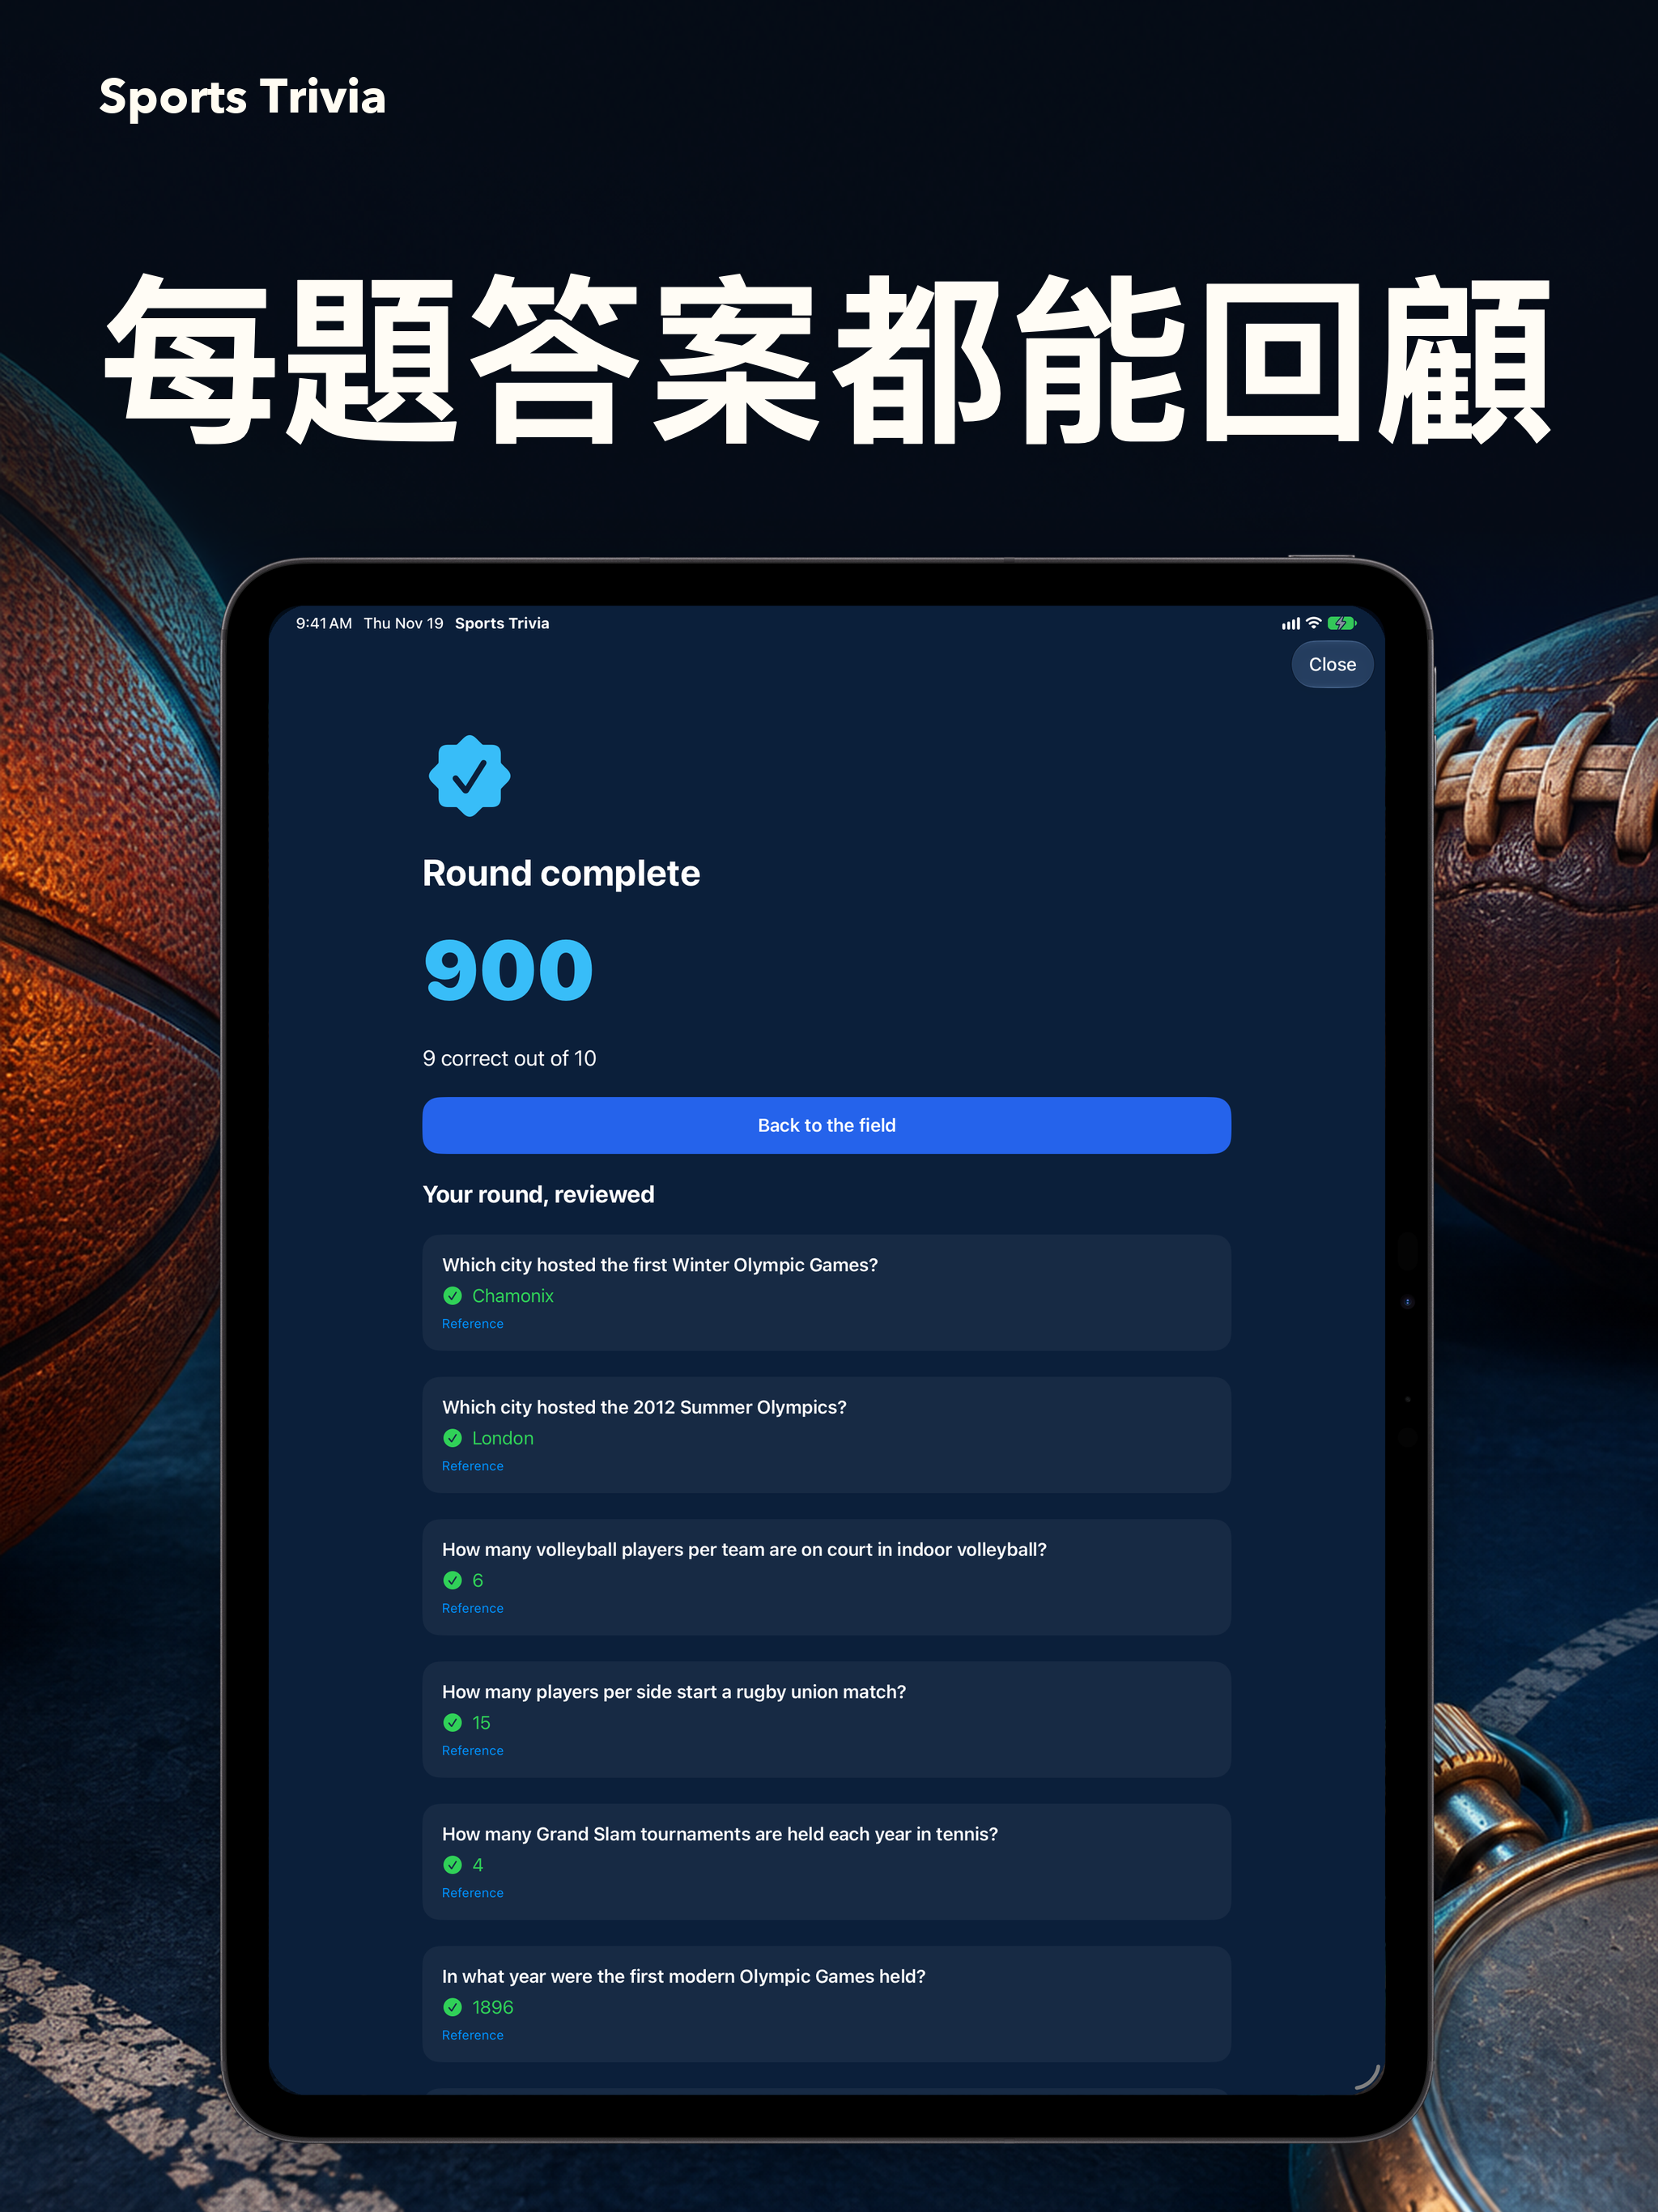 Sports Trivia
每題答案都能回顧
9:41 AM Thu Nov 19 Sports Trivia
Close
Round complete
900
9 correct out of 10
Back to the field
Your round, reviewed
Which city hosted the first Winter Olympic Games?
Chamonix
Reference
Which city hosted the 2012 Summer Olympics?
London
Reference
How many volleyball players per team are on court in indoor volleyball?
6
Reference
How many players per side start a rugby union match?
15
Reference
How many Grand Slam tournaments are held each year in tennis?
4
Reference
In what year were the first modern Olympic Games held?
1896
Reference